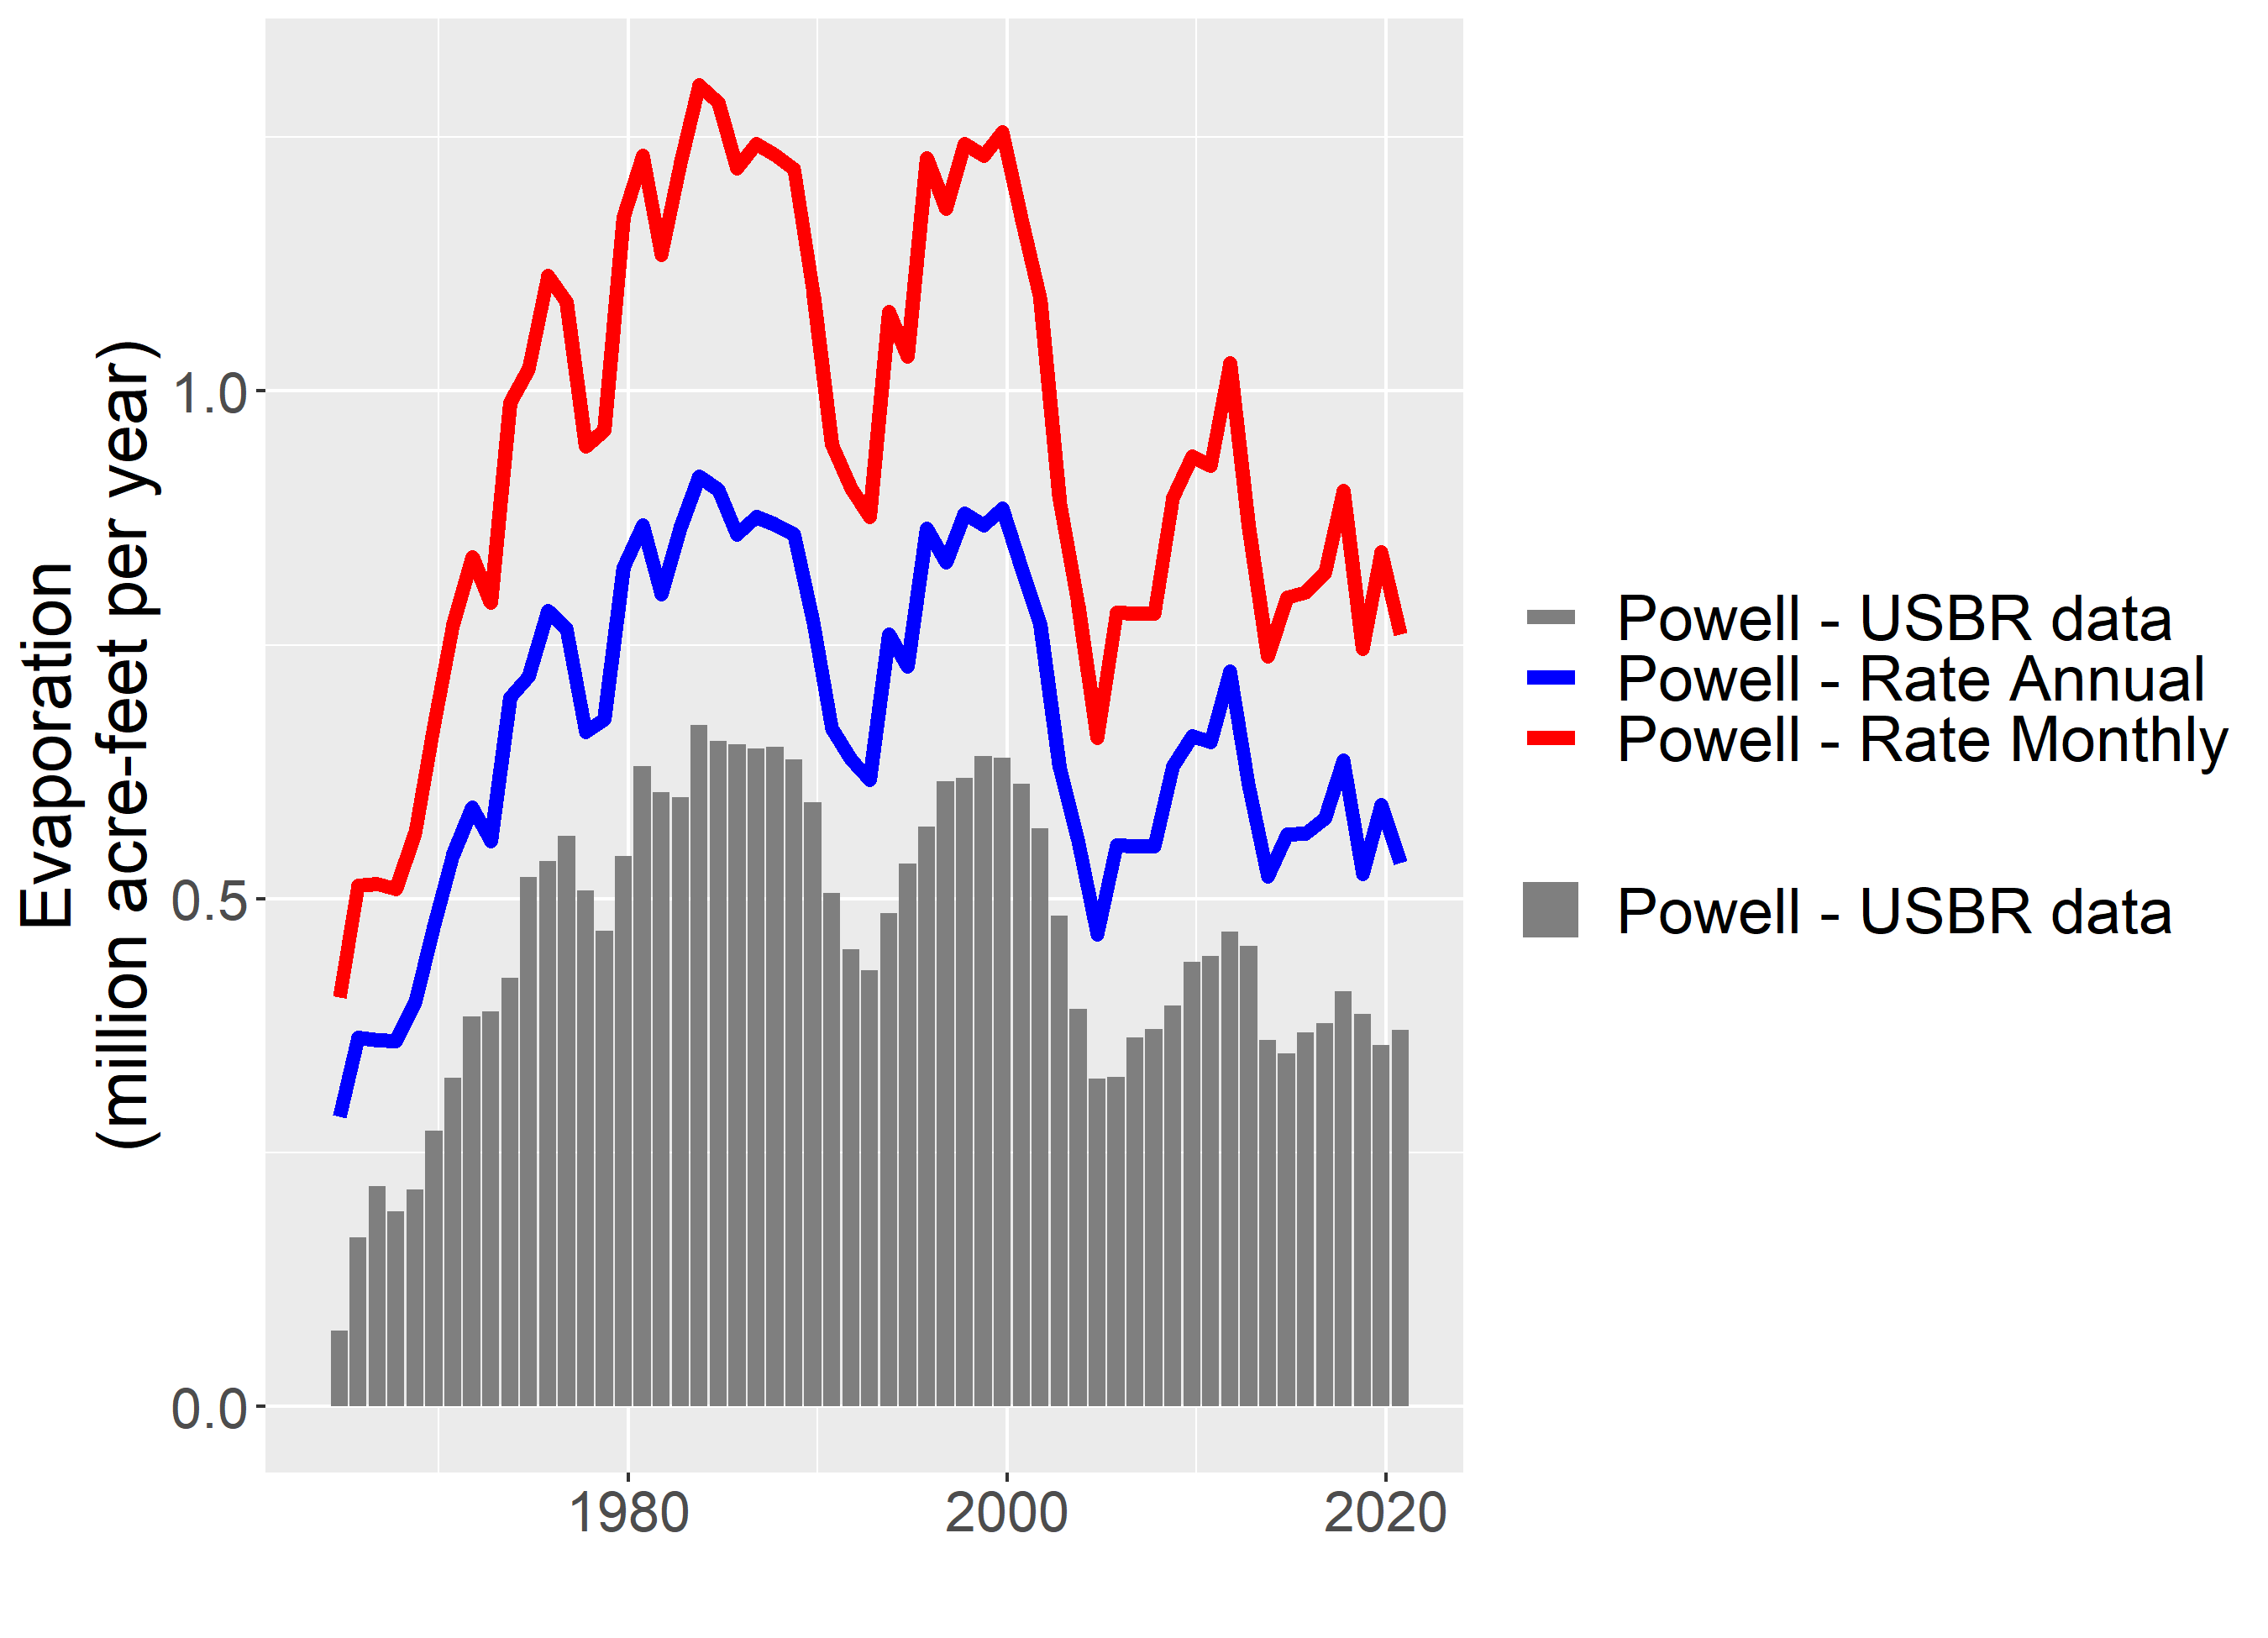 Evaporation
(million acre-feet per year)
1.0
0.5
0.0
1980
2000
2020
Powell - USBR data
Powell - Rate Annual
Powell - Rate Monthly
Powell - USBR data